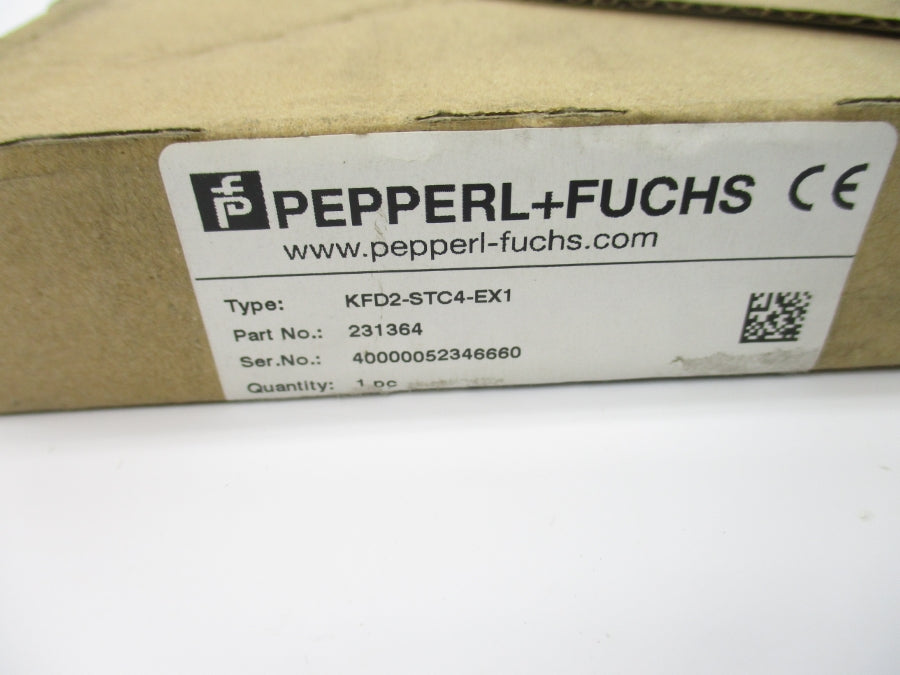 PEPPERL+FUCHS CE
www.pepperl-fuchs.com
Type: KFD2-STC4-EX1
Part No.: 231364
Ser.No.: 40000052346660
Quantity: 1 pc